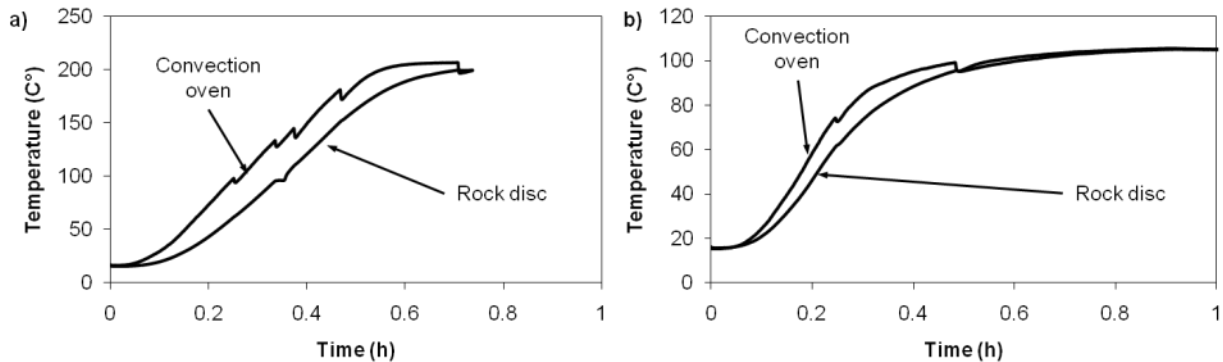 a)
Temperature (C°)
250
200
150
100
50
0
Convection
oven
Rock disc
0 0.2 0.4 0.6 0.8 1
Time (h)
b)
Temperature (C°)
120
100
80
60
40
20
0
Convection
oven
Rock disc
0 0.2 0.4 0.6 0.8 1
Time (h)